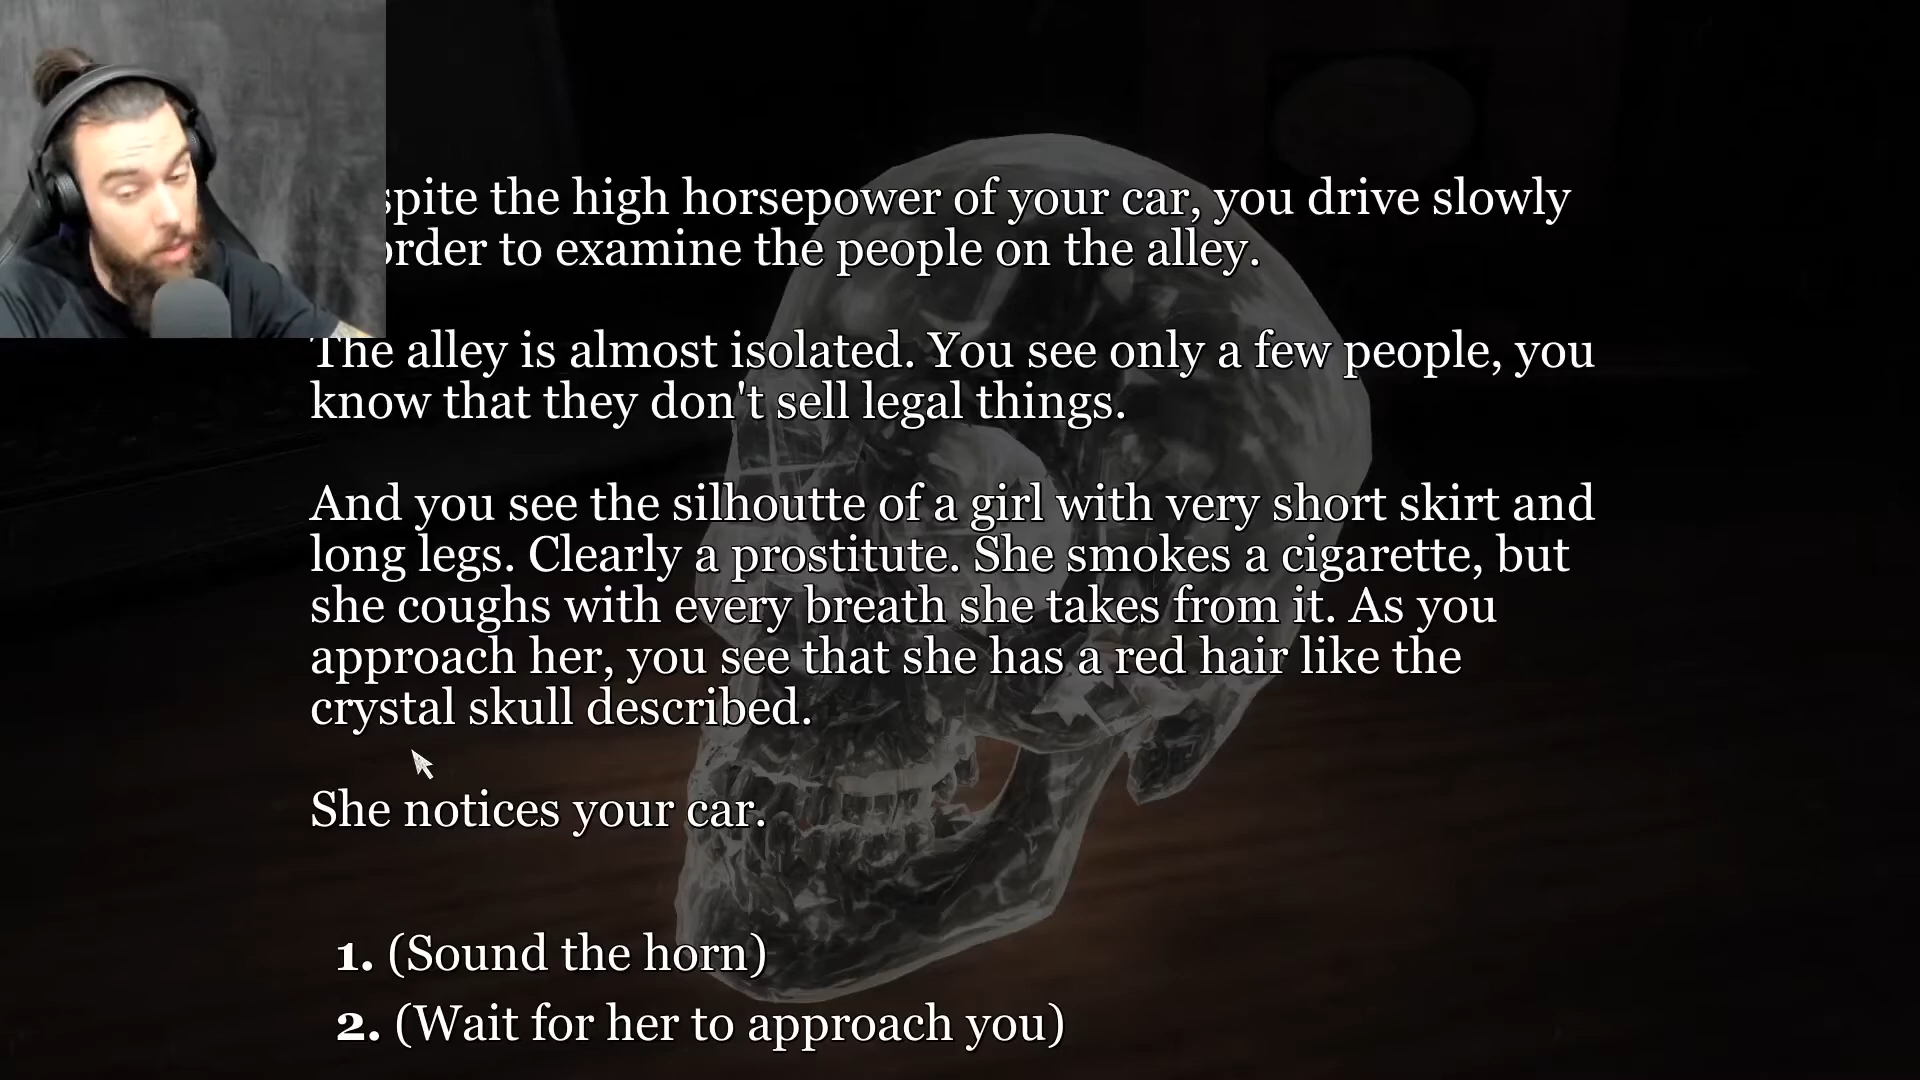 spite the high horsepower of your car, you drive slowly
order to examine the people on the alley.
The alley is almost isolated. You see only a few people, you
know that they don't sell legal things.
And you see the silhoutte of a girl with very short skirt and
long legs. Clearly a prostitute. She smokes a cigarette, but
she coughs with every breath she takes from it. As you
approach her, you see that she has a red hair like the
crystal skull described.
She notices your car.
1. (Sound the horn)
2. (Wait for her to approach you)